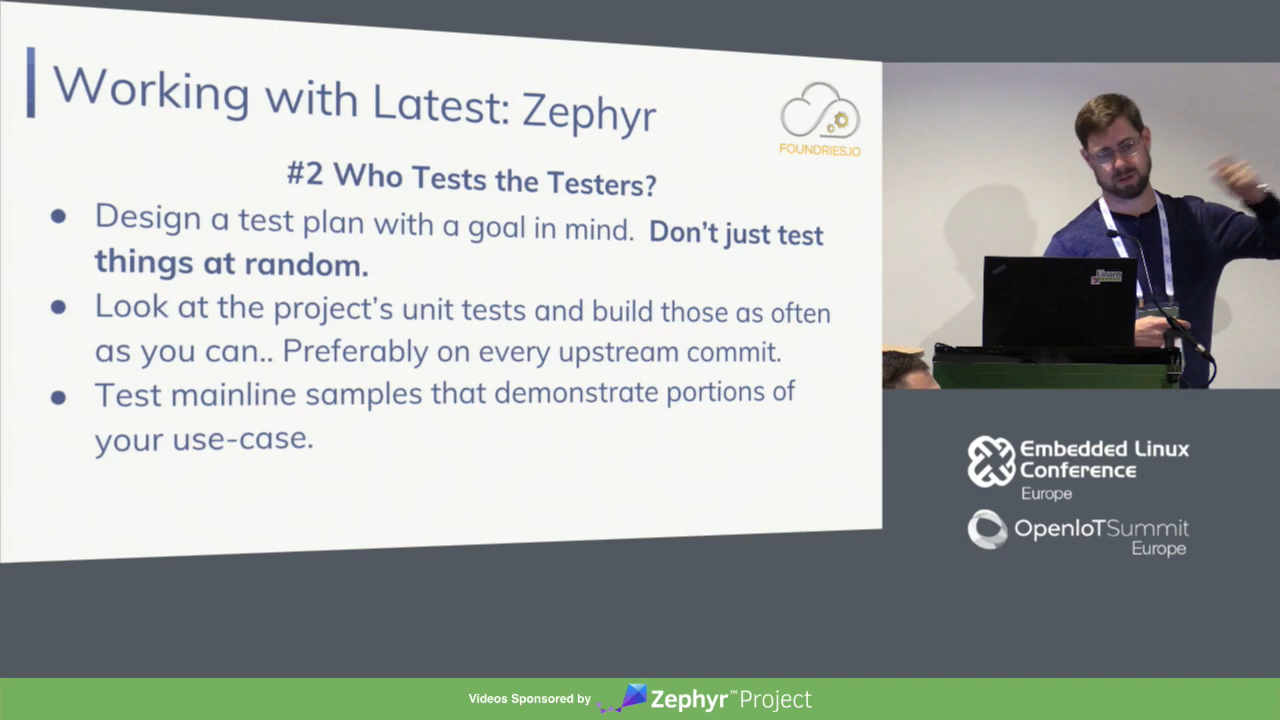 Working with Latest: Zephyr
FOUNDRIES.IO
#2 Who Tests the Testers?
● Design a test plan with a goal in mind. Don't just test
things at random.
● Look at the project's unit tests and build those as often
as you can.. Preferably on every upstream commit.
● Test mainline samples that demonstrate portions of
your use-case.
Linaro
Embedded Linux
Conference
Europe
OpenIoTSummit
Europe
Videos Sponsored by Zephyr™Project